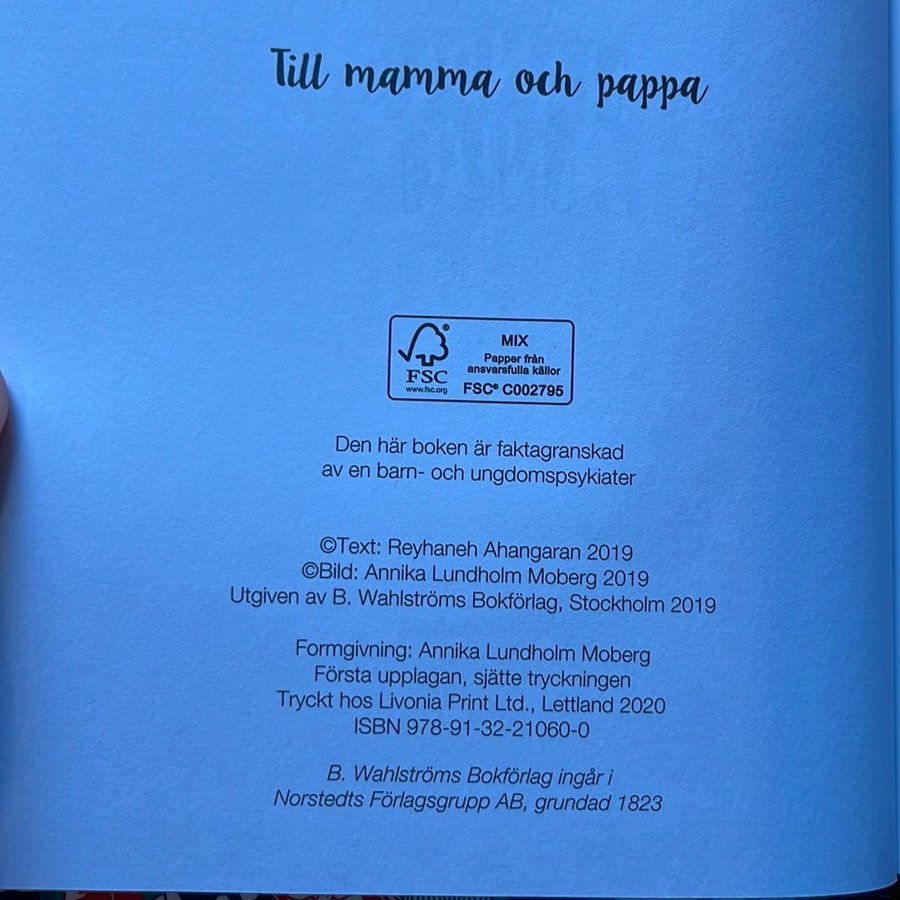 Till mamma och pappa
FSC
www.fsc.org
MIX
Papper från
ansvarsfulla källor
FSC® C002795
Den här boken är faktagranskad
av en barn- och ungdomspsykiater
©Text: Reyhaneh Ahangaran 2019
©Bild: Annika Lundholm Moberg 2019
Utgiven av B. Wahlströms Bokförlag, Stockholm 2019
Formgivning: Annika Lundholm Moberg
Första upplagan, sjätte tryckningen
Tryckt hos Livonia Print Ltd., Lettland 2020
ISBN 978-91-32-21060-0
B. Wahlströms Bokförlag ingår i
Norstedts Förlagsgrupp AB, grundad 1823